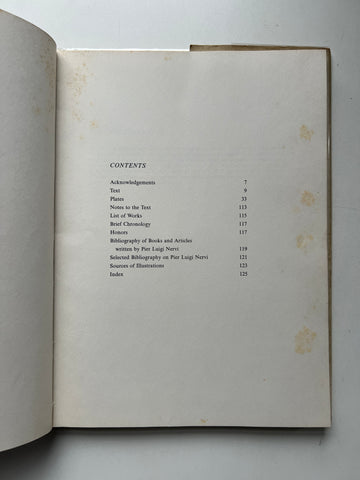 CONTENTS
Acknowledgements 7
Text 9
Plates 33
Notes to the Text 113
List of Works 115
Brief Chronology 117
Honors 117
Bibliography of Books and Articles
written by Pier Luigi Nervi 119
Selected Bibliography on Pier Luigi Nervi 121
Sources of Illustrations 123
Index 125